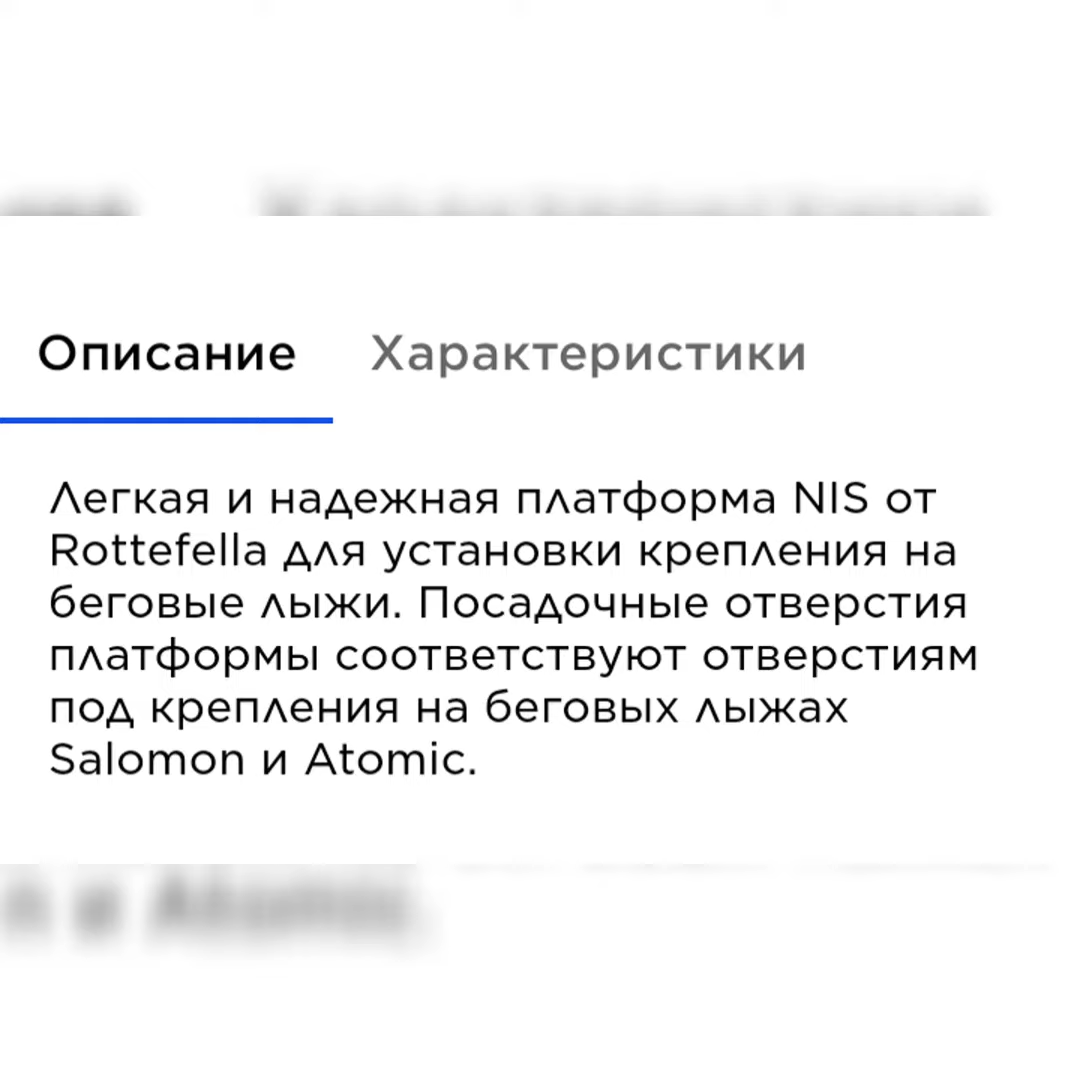 Описание Характеристики
Легкая и надежная платформа NIS от
Rottefella для установки крепления на
беговые лыжи. Посадочные отверстия
платформы соответствуют отверстиям
под крепления на беговых лыжах
Salomon и Atomic.